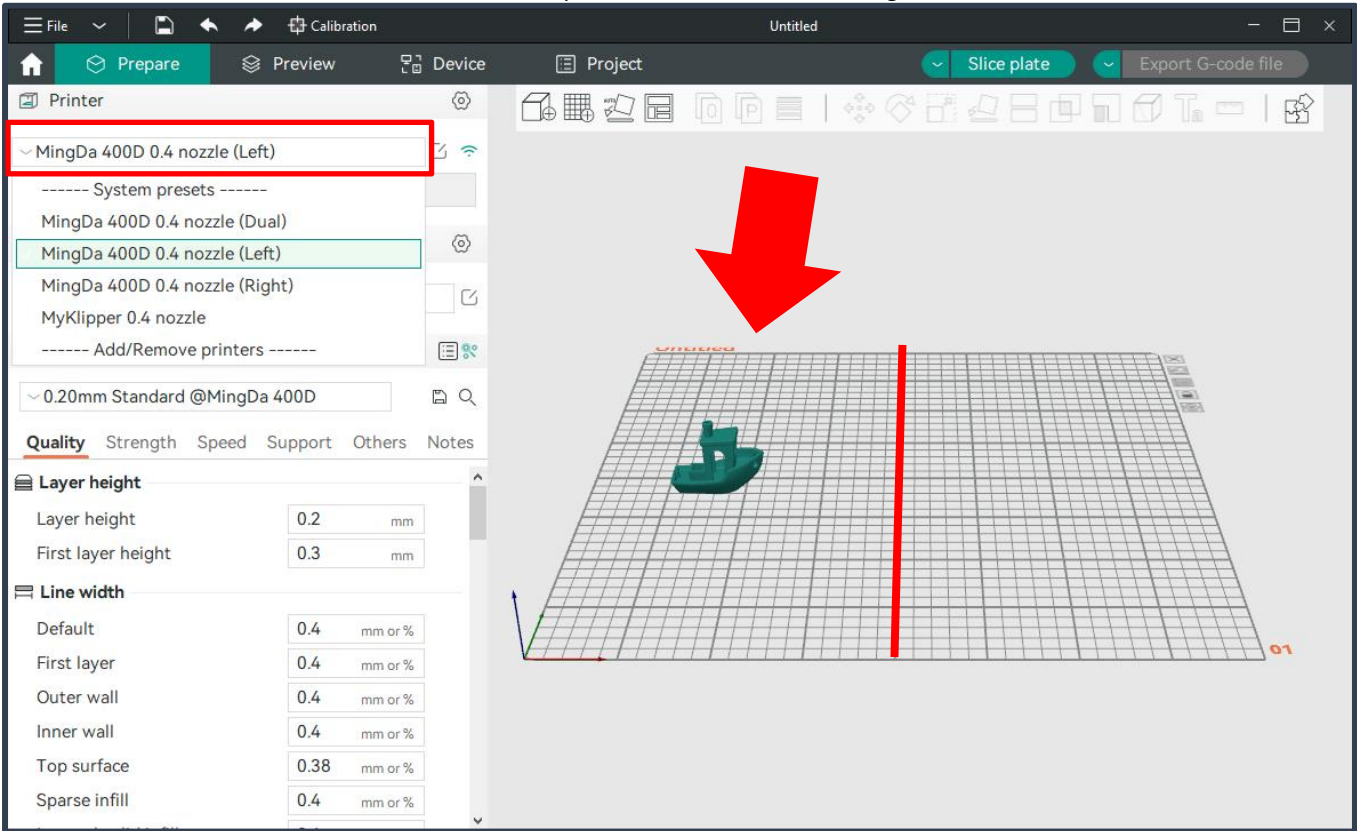 File
Calibration
Untitled
Prepare
Preview
Device
Project
Slice plate
Export G-code file
Printer
MingDa 400D 0.4 nozzle (Left)
------ System presets ------
MingDa 400D 0.4 nozzle (Dual)
MingDa 400D 0.4 nozzle (Left)
MingDa 400D 0.4 nozzle (Right)
MyKlipper 0.4 nozzle
------ Add/Remove printers ------
0.20mm Standard @MingDa 400D
Quality Strength Speed Support Others Notes
Layer height
Layer height 0.2 mm
First layer height 0.3 mm
Line width
Default 0.4 mm or %
First layer 0.4 mm or %
Outer wall 0.4 mm or %
Inner wall 0.4 mm or %
Top surface 0.38 mm or %
Sparse infill 0.4 mm or %
Untitled
01